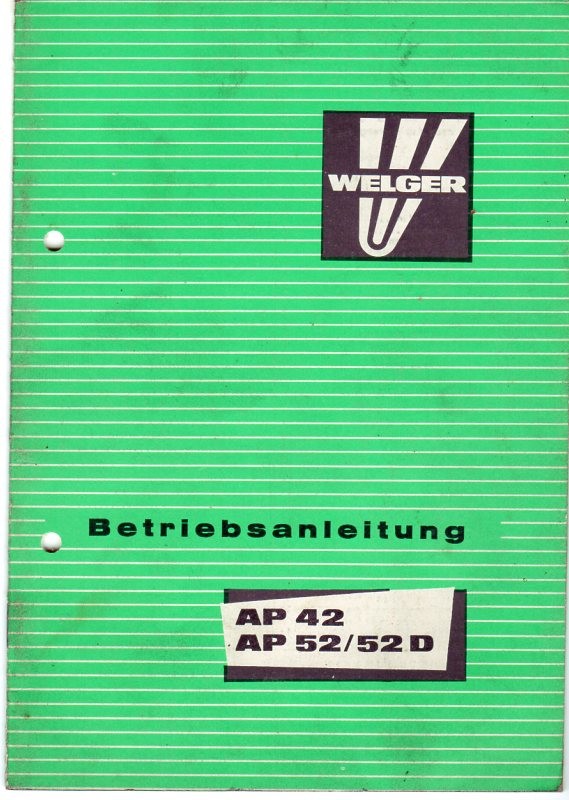 WELGER
Betriebsanleitung
AP 42
AP 52/52 D